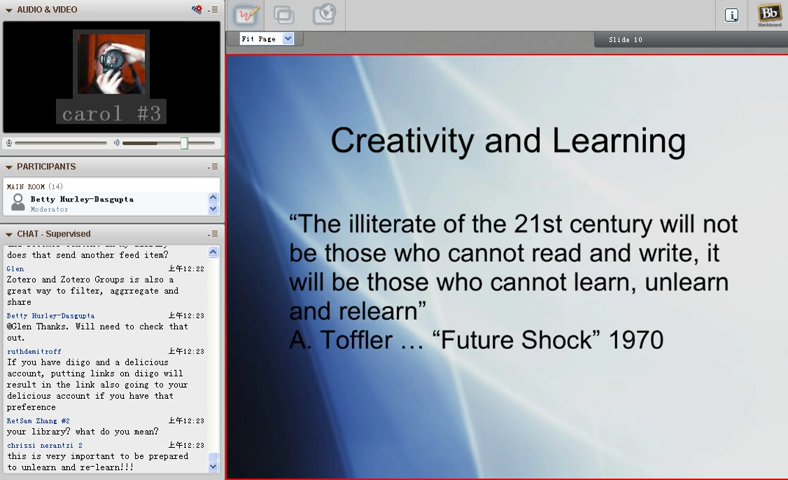 AUDIO & VIDEO
carol #3
PARTICIPANTS
MAIN ROOM (14)
Betty Hurley-Dasgupta
Moderator
CHAT - Supervised
does that send another feed item?
Glen 上午12:22
Zotero and Zotero Groups is also a
great way to filter, aggrregate and
share
Betty Hurley-Dasgupta 上午12:23
@Glen Thanks. Will need to check that
out.
ruthdemitroff 上午12:23
If you have diigo and a delicious
account, putting links on diigo will
result in the link also going to your
delicious account if you have that
preference
RetSam Zhang #2 上午12:23
your library? what do you mean?
chrissi nerantzi 2 上午12:23
this is very important to be prepared
to unlearn and re-learn!!!
Fit Page
Slide 10
Bb
Blackboard
Creativity and Learning
“The illiterate of the 21st century will not
be those who cannot read and write, it
will be those who cannot learn, unlearn
and relearn”
A. Toffler … “Future Shock” 1970